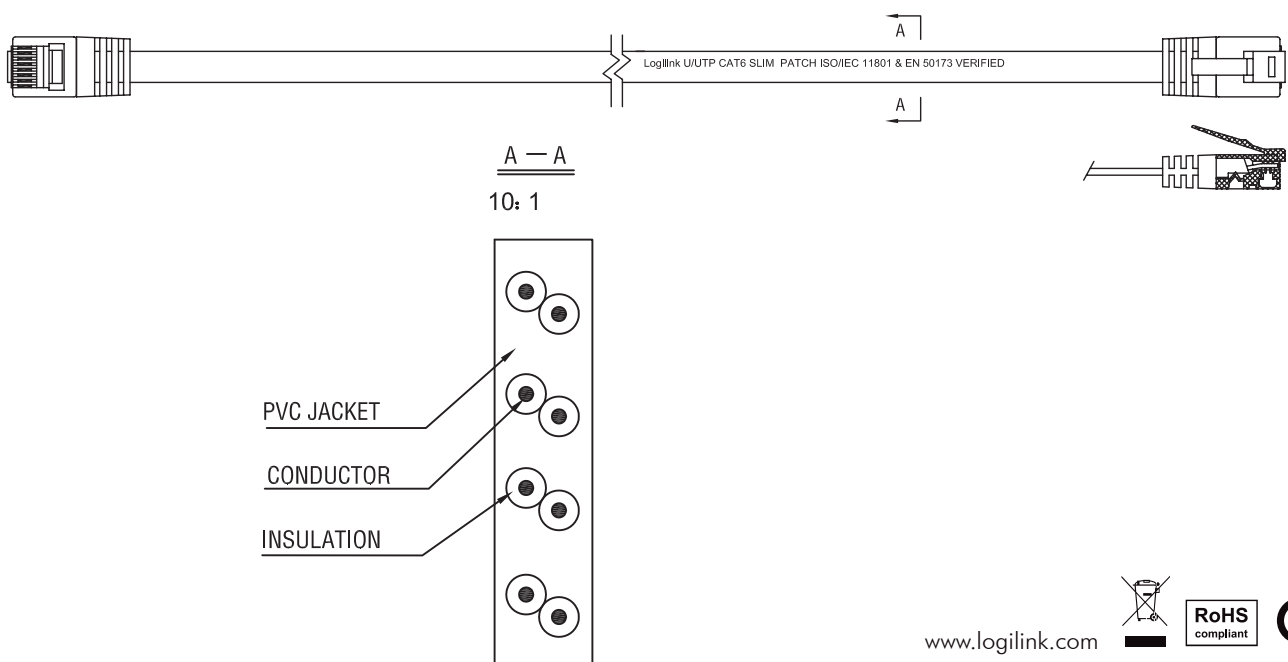 A
LogiIInk U/UTP CAT6 SLIM PATCH ISO/IEC 11801 & EN 50173 VERIFIED
A
A — A
10: 1
PVC JACKET
CONDUCTOR
INSULATION
www.logilink.com
RoHS
compliant